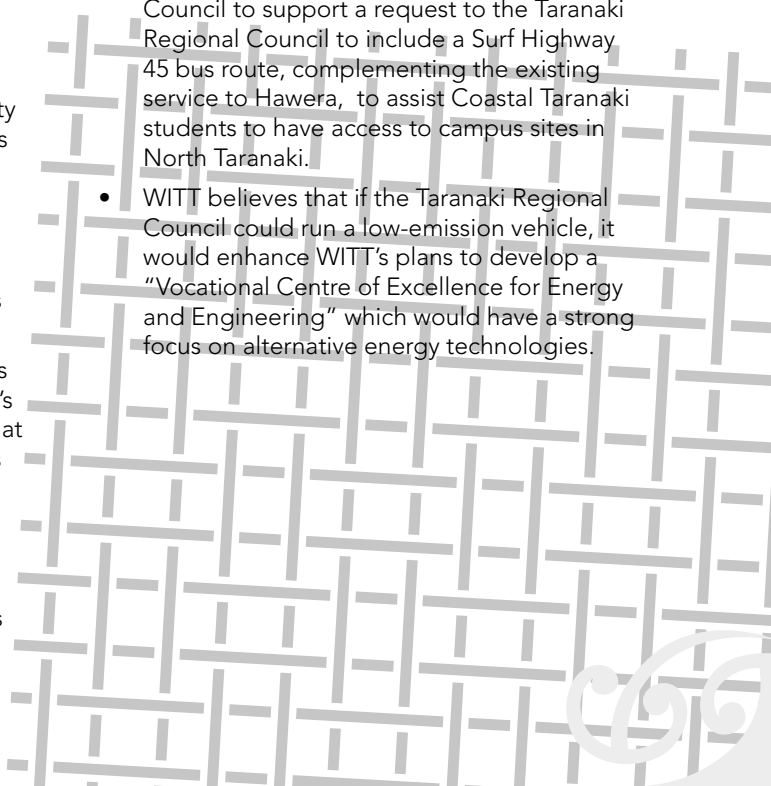 ty
s
s
s
's
at
s
s
Council to support a request to the Taranaki
Regional Council to include a Surf Highway
45 bus route, complementing the existing
service to Hawera, to assist Coastal Taranaki
students to have access to campus sites in
North Taranaki.
• WITT believes that if the Taranaki Regional
Council could run a low-emission vehicle, it
would enhance WITT's plans to develop a
“Vocational Centre of Excellence for Energy
and Engineering” which would have a strong
focus on alternative energy technologies.